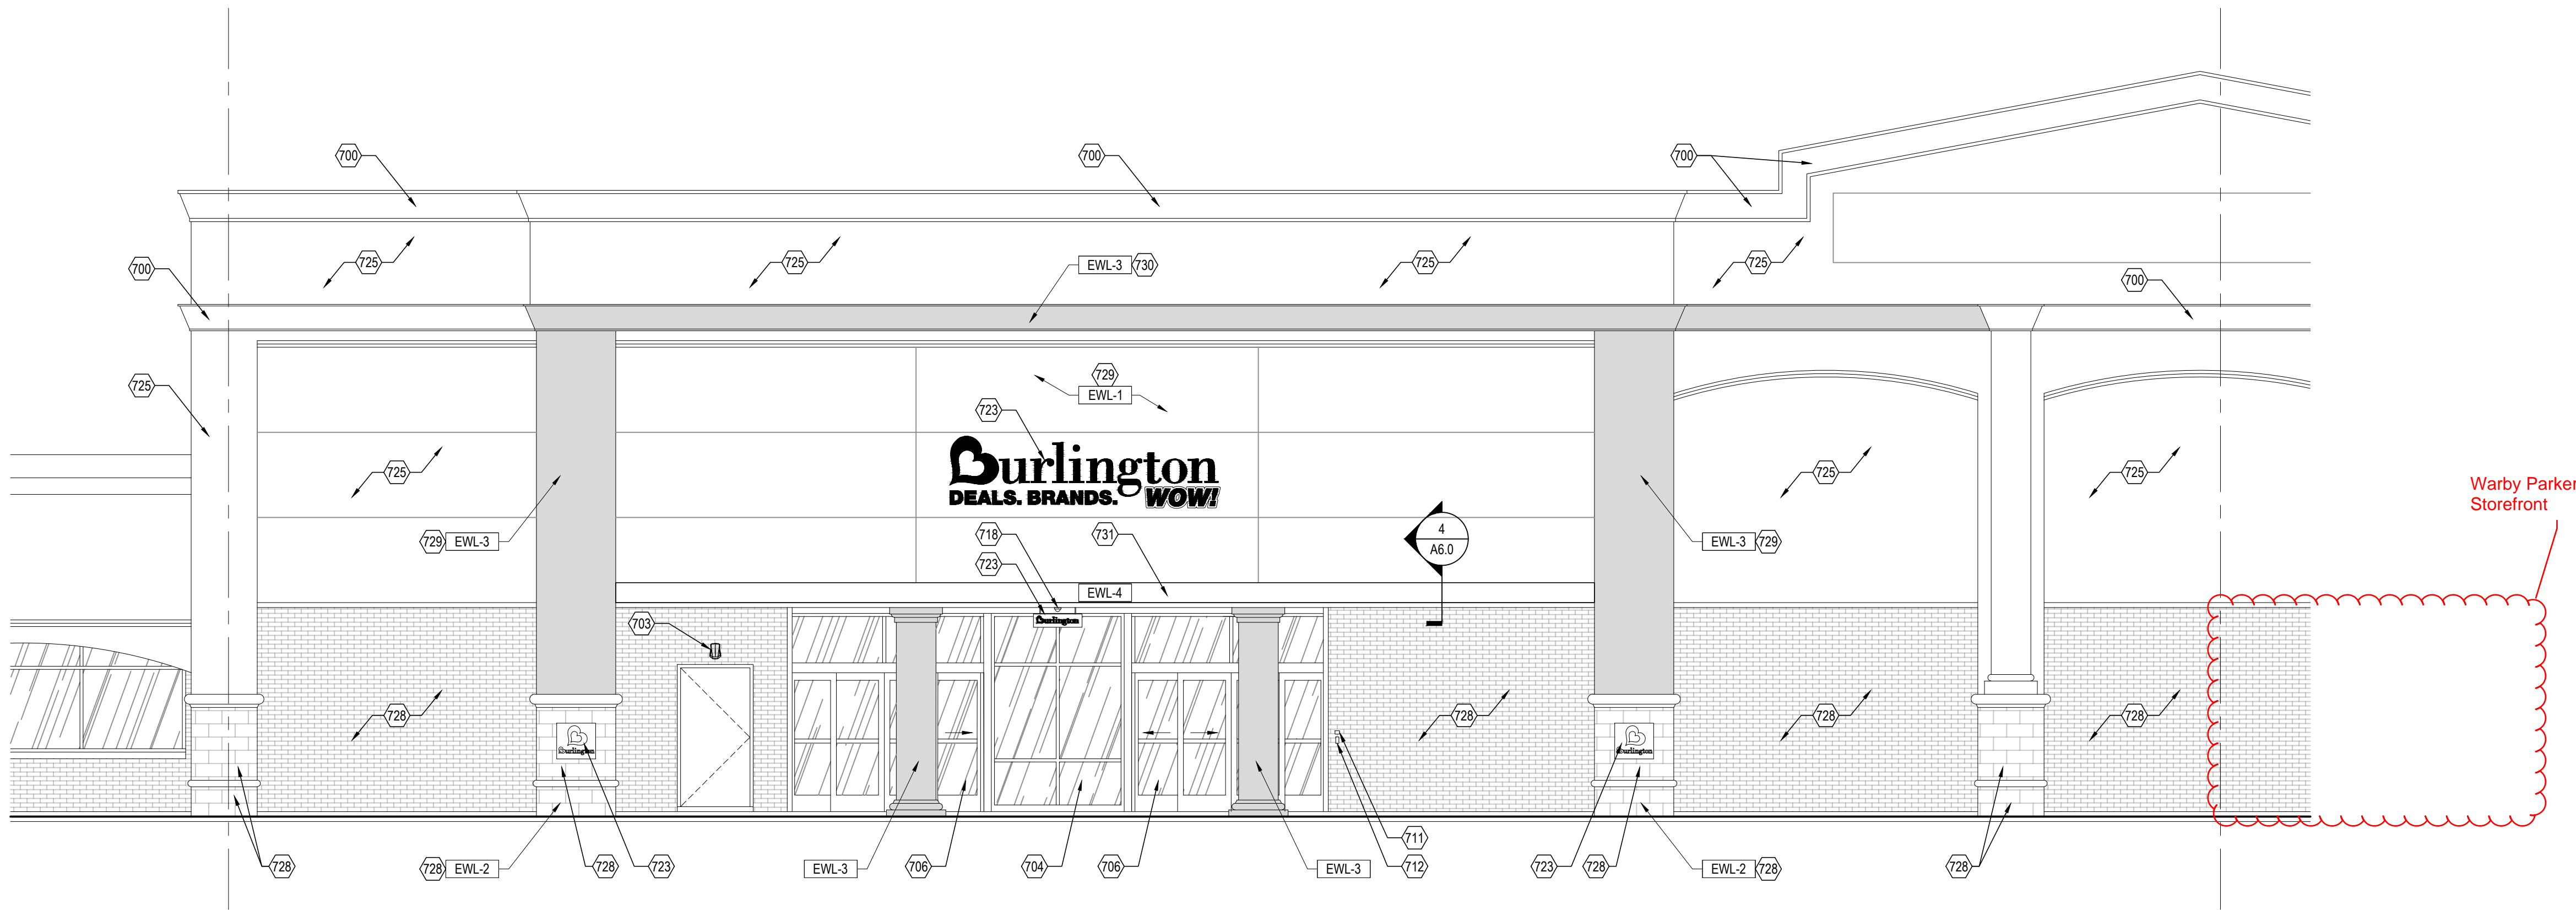 700
700
700
725
725
EWL-3 730
725
725
700
700
729
EWL-1
725
723
Burlington
DEALS. BRANDS. WOW!
725
725
725
Warby Parker
Storefront
4
A6.0
729 EWL-3
718
731
EWL-3 729
723
EWL-4
703
Burlington
728
728
728
728
Burlington
Burlington
711
712
728
728 EWL-2
728
723
EWL-3
706
704
706
EWL-3
723
728
EWL-2 728
728